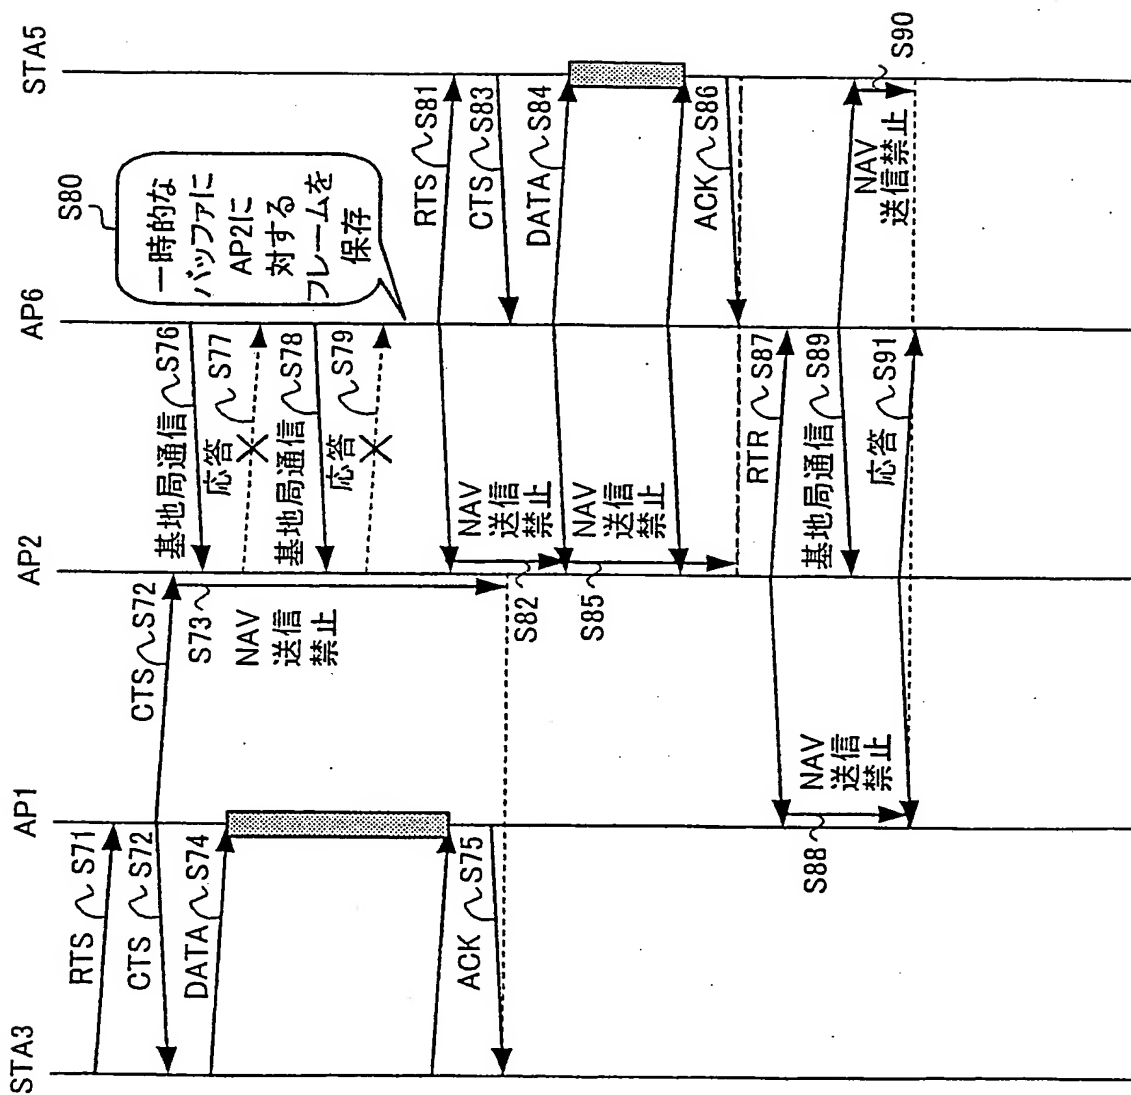 STA3
AP1
AP2
AP6
STA5
RTS S71
CTS S72
CTS S72
S73
NAV
送信
禁止
DATA S74
ACK S75
基地局通信 S76
応答 S77
基地局通信 S78
応答 S79
S80
一時的な
バッファに
AP2に
対する
フレームを
保存
RTS S81
NAV
送信
禁止
S82
CTS S83
DATA S84
NAV
送信
禁止
S85
ACK S86
RTR S87
NAV
送信
禁止
S88
基地局通信 S89
NAV
送信禁止
S90
応答 S91